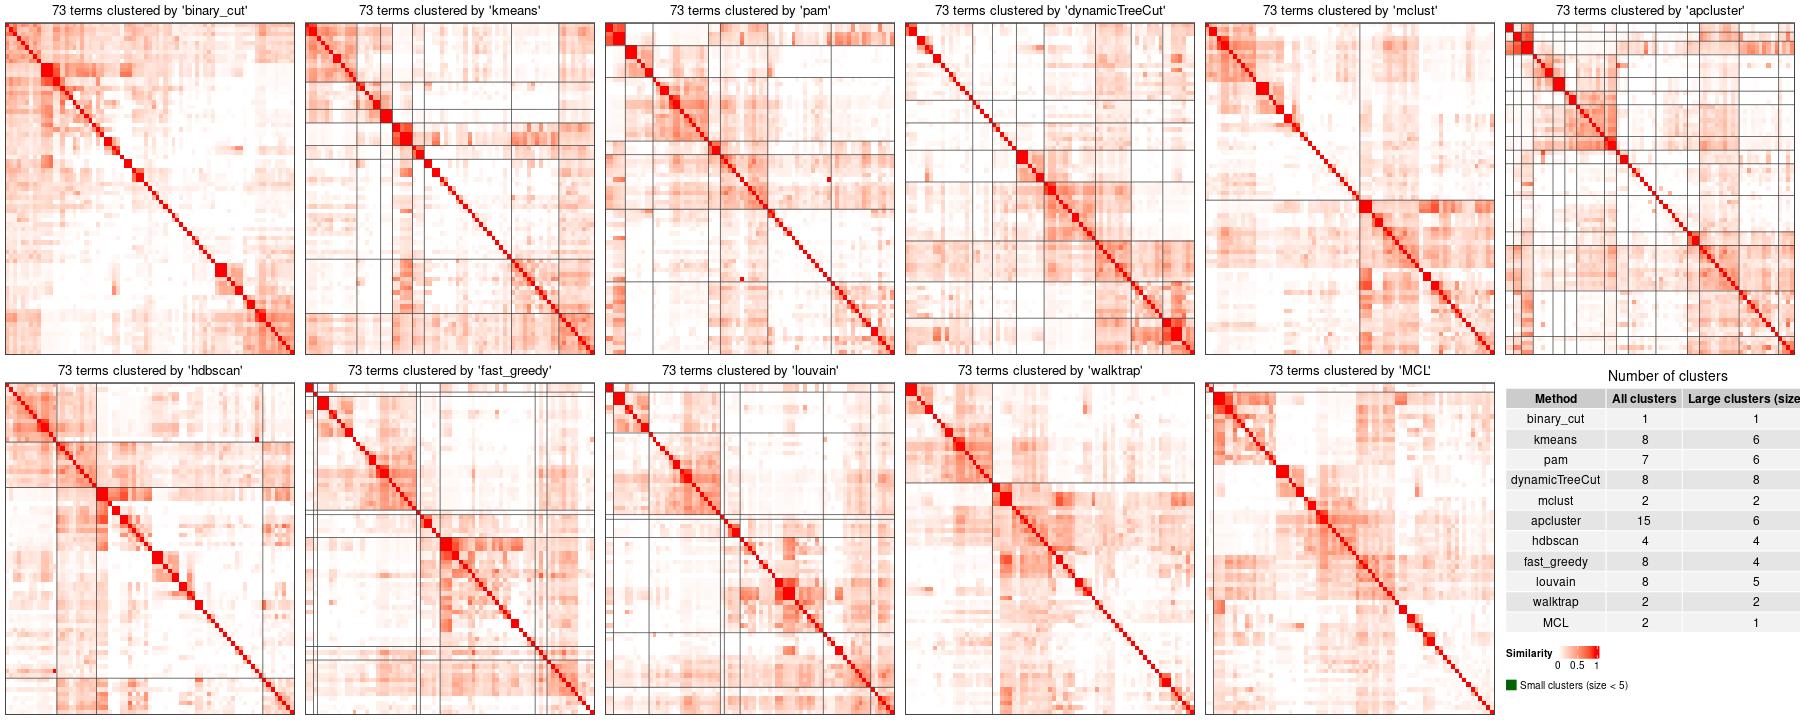 73 terms clustered by 'binary_cut'
73 terms clustered by 'kmeans'
73 terms clustered by 'pam'
73 terms clustered by 'dynamicTreeCut'
73 terms clustered by 'mclust'
73 terms clustered by 'apcluster'
73 terms clustered by 'hdbscan'
73 terms clustered by 'fast_greedy'
73 terms clustered by 'louvain'
73 terms clustered by 'walktrap'
73 terms clustered by 'MCL'
Number of clusters
Method All clusters Large clusters (size
binary_cut 1 1
kmeans 8 6
pam 7 6
dynamicTreeCut 8 8
mclust 2 2
apcluster 15 6
hdbscan 4 4
fast_greedy 8 4
louvain 8 5
walktrap 2 2
MCL 2 1
Similarity
0 0.5 1
Small clusters (size < 5)